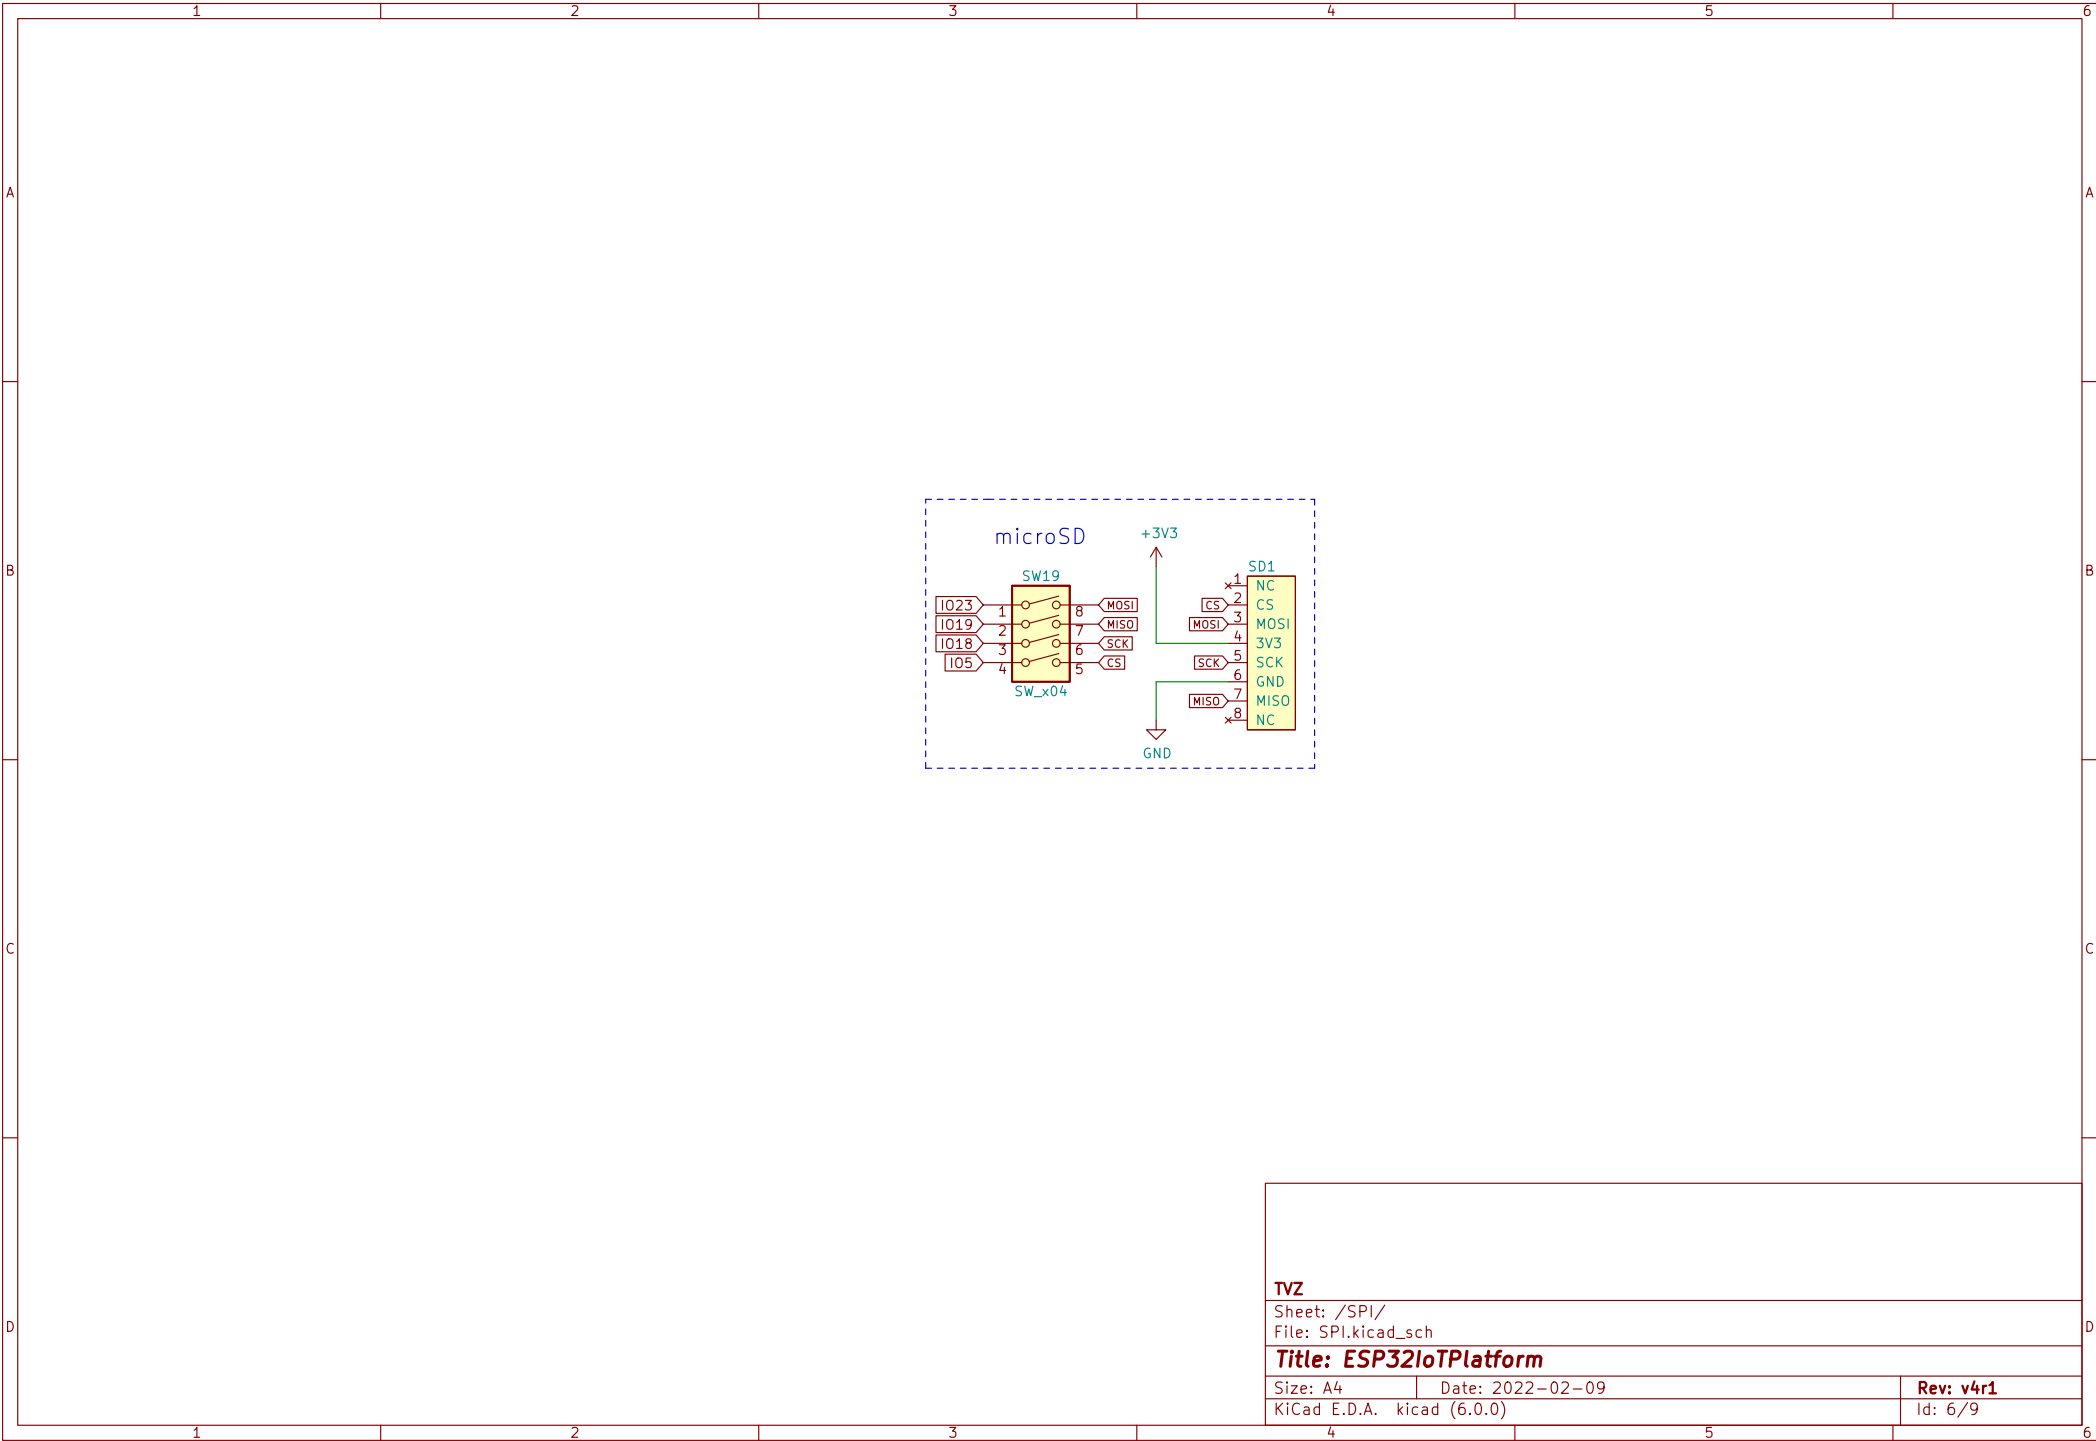 1 2 3 4 5 6
A A
B B
C C
D D
microSD
+3V3
SW19
IO23 1 8 MOSI
IO19 2 7 MISO
IO18 3 6 SCK
IO5 4 5 CS
SW_x04
SD1
1 NC
CS 2 CS
MOSI 3 MOSI
4 3V3
SCK 5 SCK
6 GND
MISO 7 MISO
8 NC
GND
TVZ
Sheet: /SPI/
File: SPI.kicad_sch
Title: ESP32IoTPlatform
Size: A4 Date: 2022-02-09 Rev: v4r1
KiCad E.D.A. kicad (6.0.0) Id: 6/9
1 2 3 4 5 6